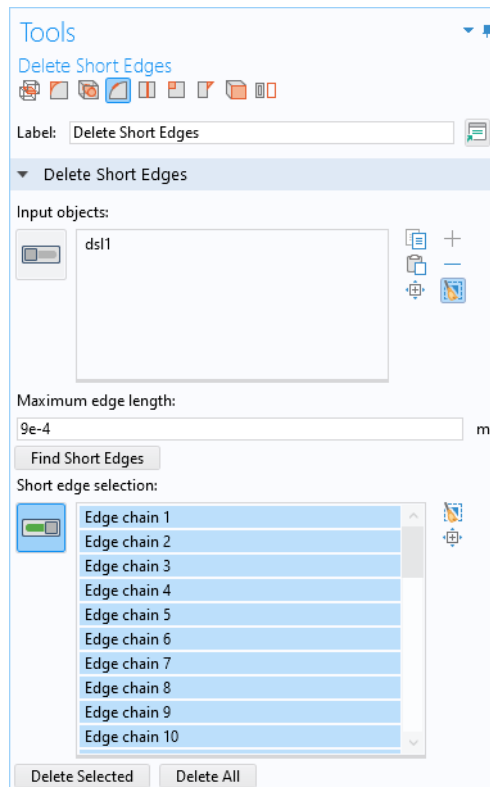 Tools
Delete Short Edges
Label: Delete Short Edges
Delete Short Edges
Input objects:
dsl1
Maximum edge length:
9e-4 m
Find Short Edges
Short edge selection:
Edge chain 1
Edge chain 2
Edge chain 3
Edge chain 4
Edge chain 5
Edge chain 6
Edge chain 7
Edge chain 8
Edge chain 9
Edge chain 10
Delete Selected Delete All